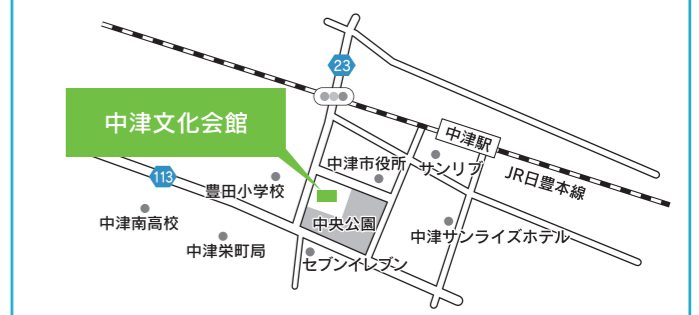 23
中津文化会館
中津駅
中津市役所
サンリブ
JR日豊本線
113
豊田小学校
中津南高校
中央公園
中津サンライズホテル
中津栄町局
セブンイレブン